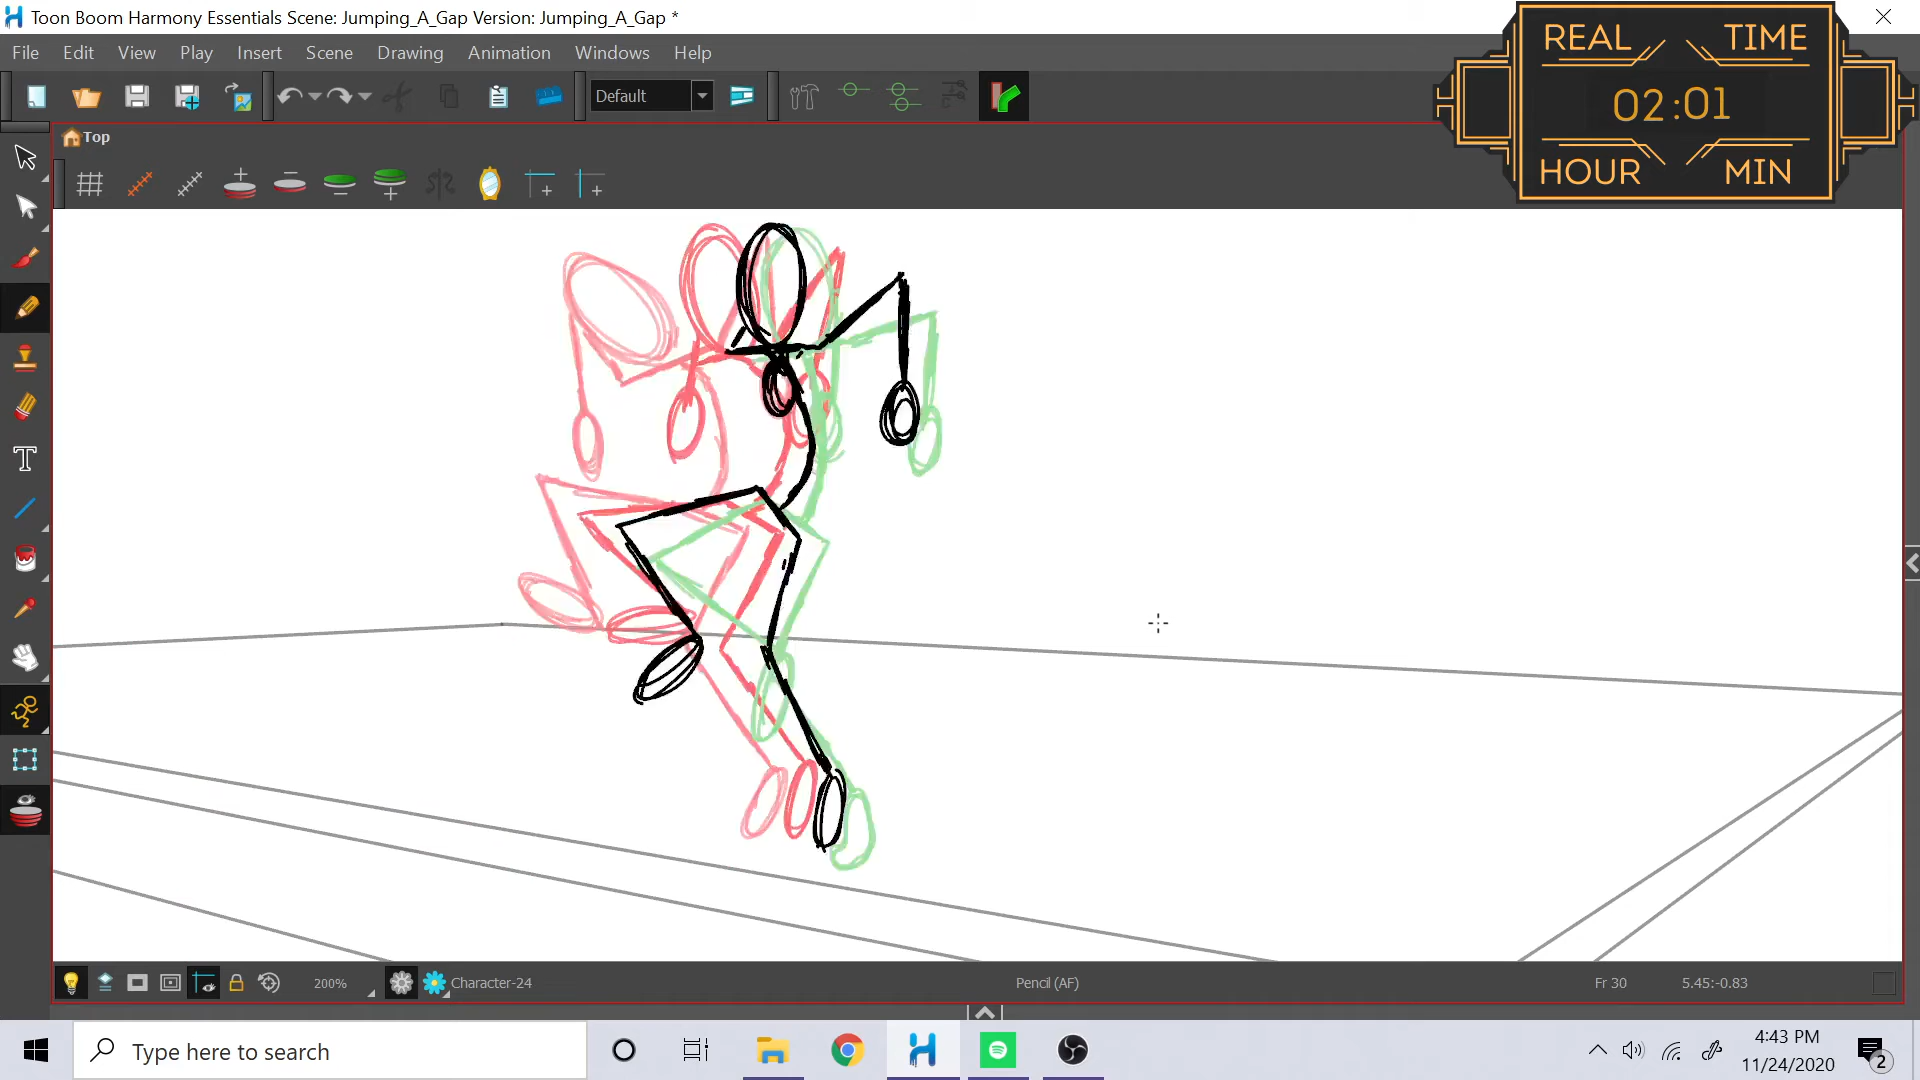 Toon Boom Harmony Essentials Scene: Jumping_A_Gap Version: Jumping_A_Gap *
File Edit View Play Insert Scene Drawing Animation Windows Help
REAL TIME
02:01
HOUR MIN
Default
Top
200%
Character-24
Pencil (AF)
Fr 30
5.45:-0.83
Type here to search
4:43 PM
11/24/2020
2